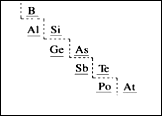 B
Al Si
Ge As
Sb Te
Po At